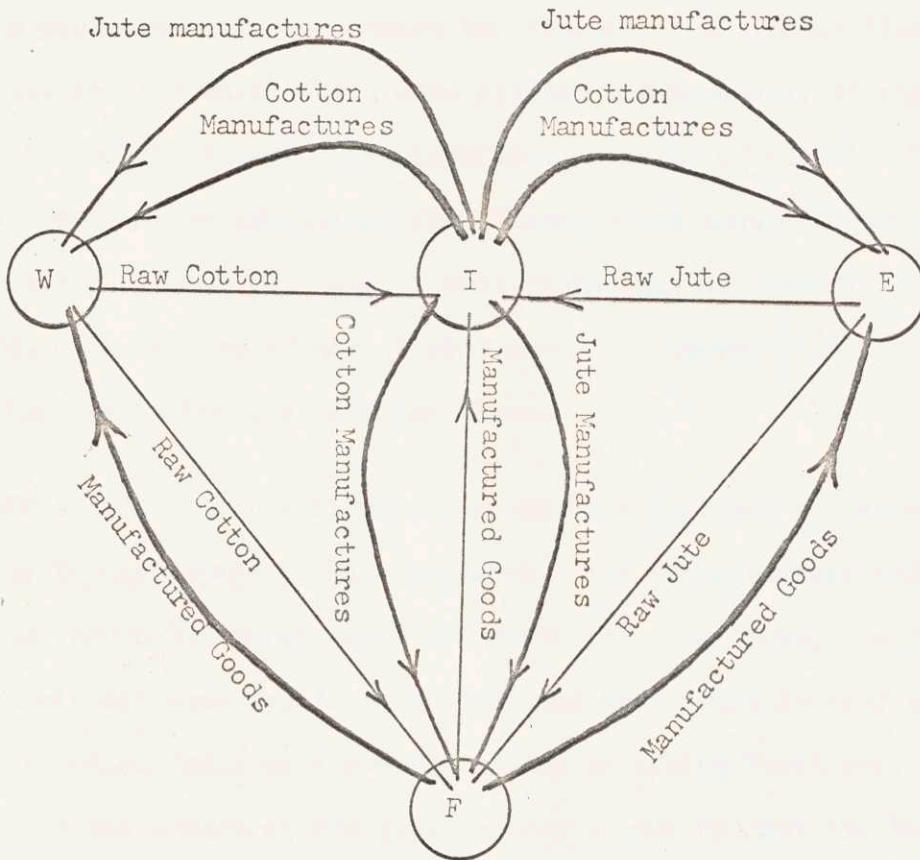 Jute manufactures
Jute manufactures
Cotton
Manufactures
Cotton
Manufactures
W
Raw Cotton
I
Raw Jute
E
Cotton Manufactures
Manufactured Goods
Jute Manufactures
Raw Cotton
Manufactured Goods
Raw Jute
Manufactured Goods
F